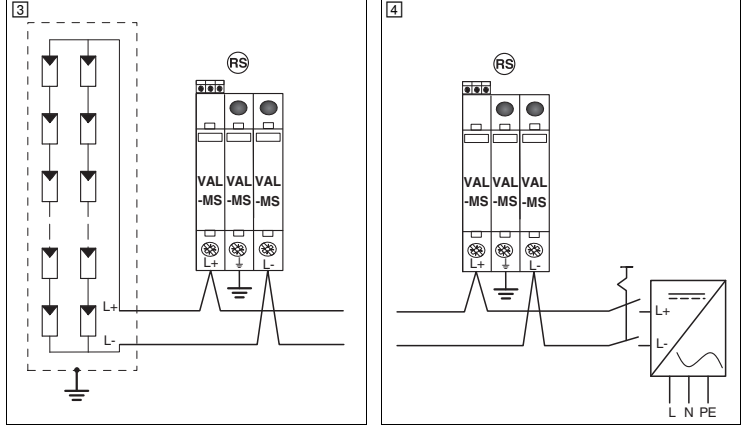 3
RS
VAL VAL VAL
-MS -MS -MS
L+ L-
L+
L-
4
RS
VAL VAL VAL
-MS -MS -MS
L+ L-
L+
L-
L N PE